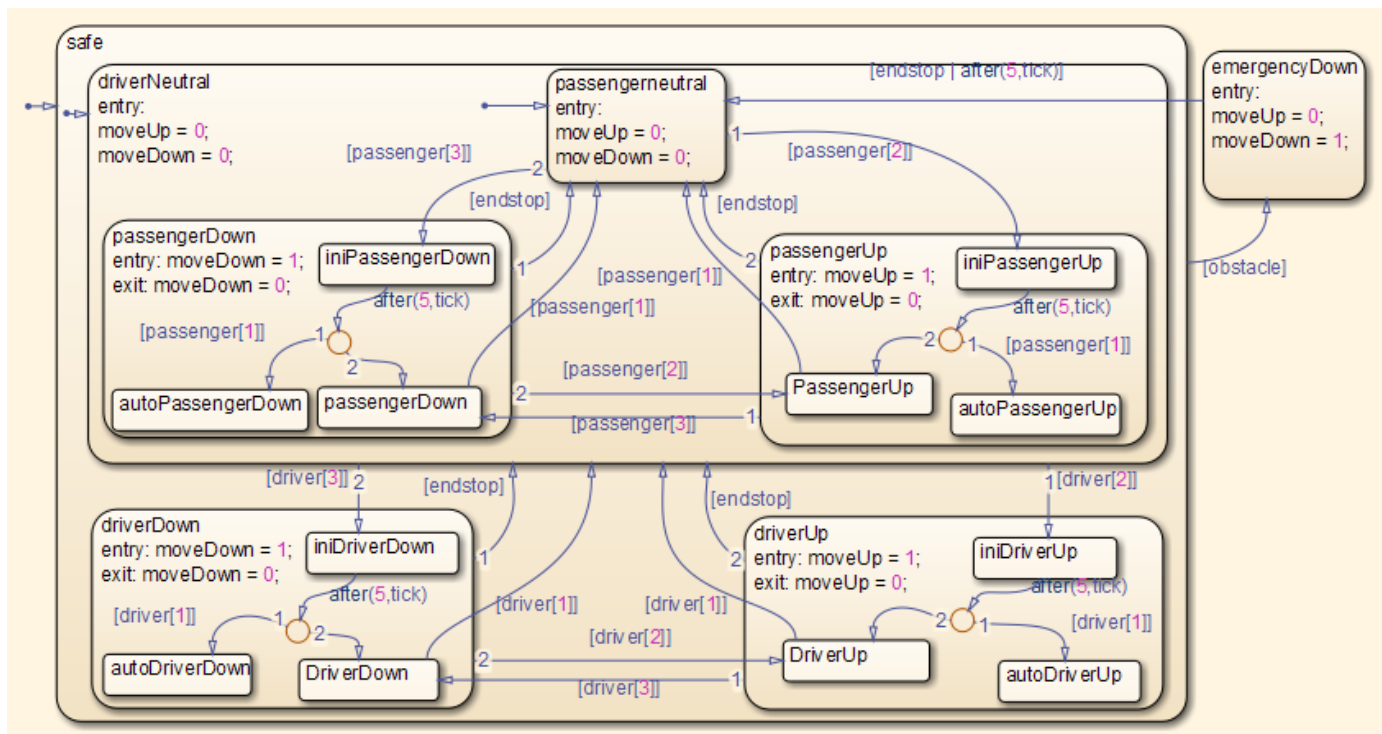 safe
driverNeutral
entry:
moveUp = 0;
moveDown = 0;
passengerneutral
entry:
moveUp = 0;
moveDown = 0;
[endstop | after(5,tick)]
emergencyDown
entry:
moveUp = 0;
moveDown = 1;
[passenger[3]]
2
1
[passenger[2]]
[endstop]
[endstop]
passengerDown
entry: moveDown = 1;
exit: moveDown = 0;
iniPassengerDown
after(5,tick)
[passenger[1]]
1
2
autoPassengerDown
passengerDown
1
[passenger[1]]
[passenger[1]]
2
passengerUp
entry: moveUp = 1;
exit: moveUp = 0;
iniPassengerUp
after(5,tick)
2
1
[passenger[1]]
PassengerUp
autoPassengerUp
[obstacle]
2
[passenger[2]]
1
[passenger[3]]
[driver[3]]
2
[endstop]
[endstop]
1
[driver[2]]
driverDown
entry: moveDown = 1;
exit: moveDown = 0;
iniDriverDown
after(5,tick)
[driver[1]]
1
2
autoDriverDown
DriverDown
1
[driver[1]]
[driver[1]]
2
driverUp
entry: moveUp = 1;
exit: moveUp = 0;
iniDriverUp
after(5,tick)
2
1
[driver[1]]
DriverUp
autoDriverUp
2
[driver[2]]
1
[driver[3]]